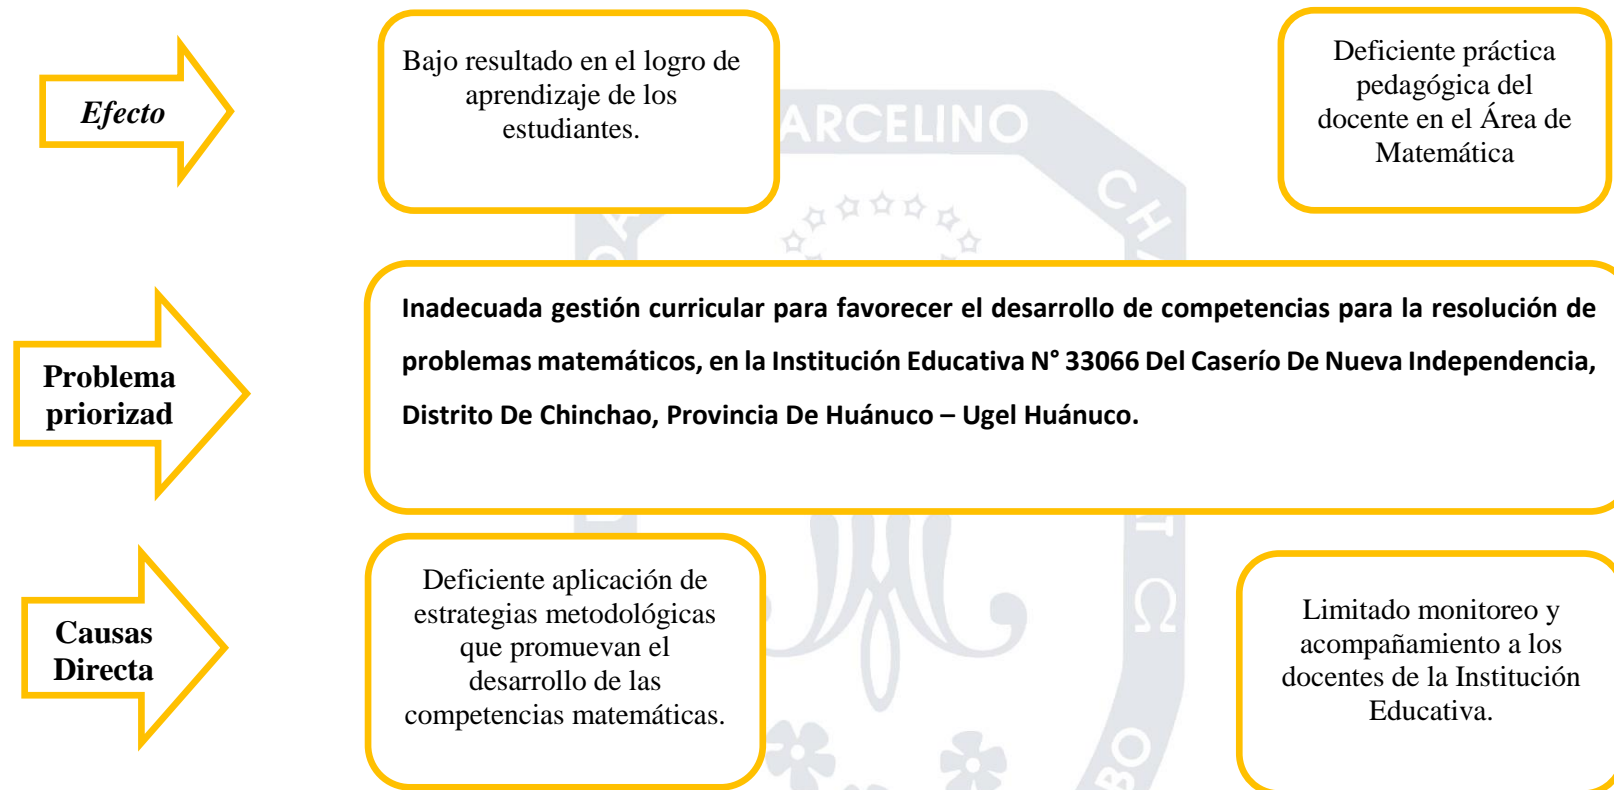 Efecto
Bajo resultado en el logro de
aprendizaje de los
estudiantes.
Deficiente práctica
pedagógica del
docente en el Área de
Matemática
ARCELINO
CH
Problema
priorizad
Inadecuada gestión curricular para favorecer el desarrollo de competencias para la resolución de
problemas matemáticos, en la Institución Educativa N° 33066 Del Caserío De Nueva Independencia,
Distrito De Chinchao, Provincia De Huánuco – Ugel Huánuco.
Causas
Directa
Deficiente aplicación de
estrategias metodológicas
que promuevan el
desarrollo de las
competencias matemáticas.
Limitado monitoreo y
acompañamiento a los
docentes de la Institución
Educativa.
Ω
BO